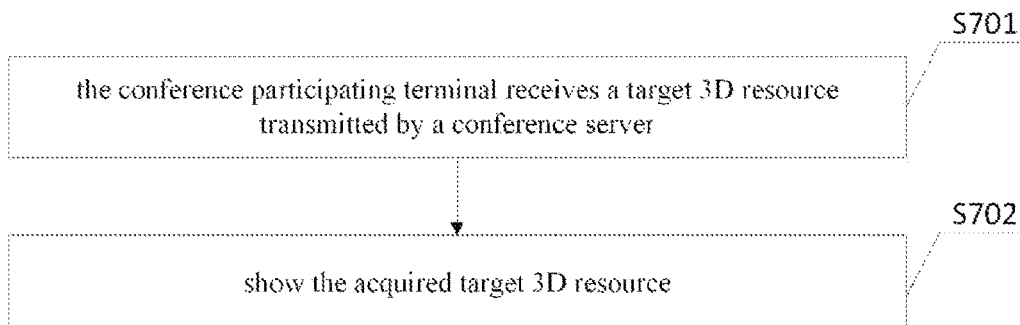 S701
the conference participating terminal receives a target 3D resource
transmitted by a conference server
S702
show the acquired target 3D resource